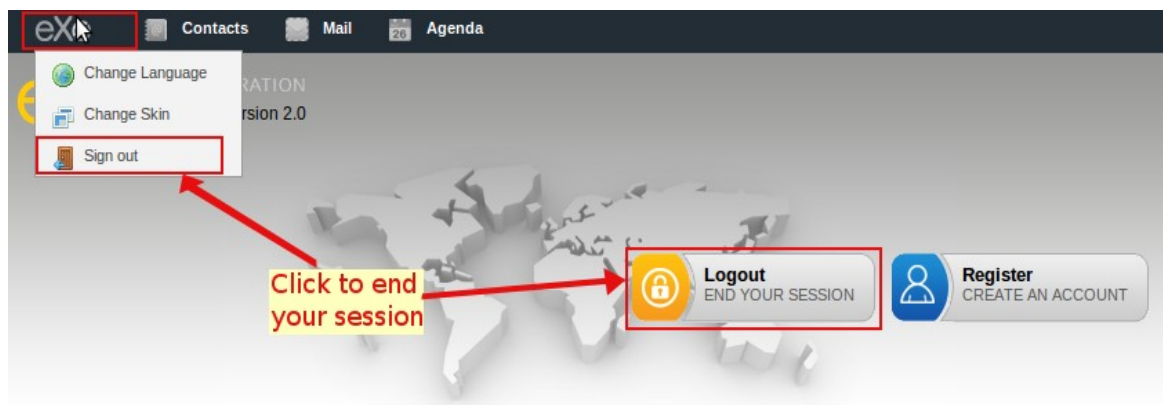 eXo Contacts Mail 26 Agenda
Change Language
RATION
Change Skin
rsion 2.0
Sign out
Click to end
your session
Logout
END YOUR SESSION
Register
CREATE AN ACCOUNT